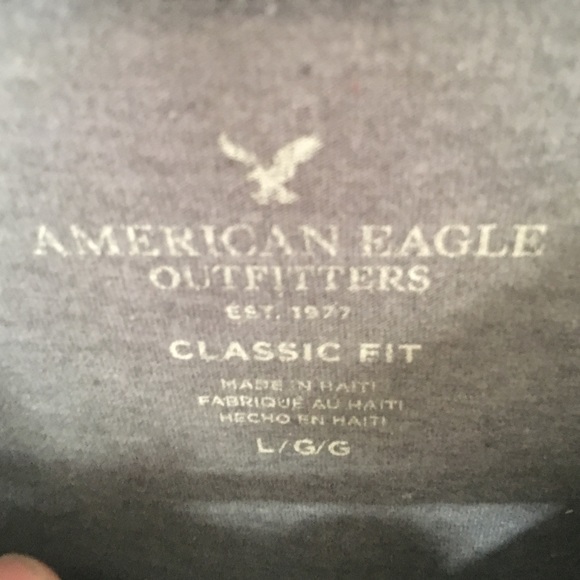 AMERICAN EAGLE
OUTFITTERS
EST. 1977
CLASSIC FIT
MADE IN HAITI
FABRIQUÉ AU HAITI
HECHO EN HAITI
L/G/G